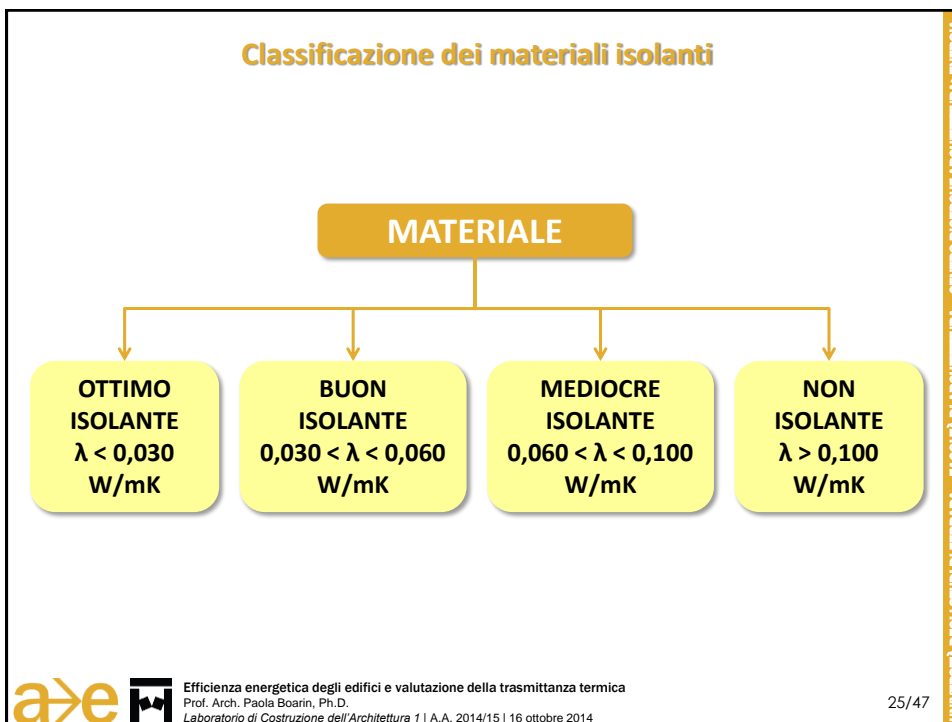 Classificazione dei materiali isolanti
MATERIALE
OTTIMO
ISOLANTE
λ < 0,030
W/mK
BUON
ISOLANTE
0,030 < λ < 0,060
W/mK
MEDIOCRE
ISOLANTE
0,060 < λ < 0,100
W/mK
NON
ISOLANTE
λ > 0,100
W/mK
a>e
Efficienza energetica degli edifici e valutazione della trasmittanza termica
Prof. Arch. Paola Boarin, Ph.D.
Laboratorio di Costruzione dell'Architettura 1 | A.A. 2014/15 | 16 ottobre 2014
25/47